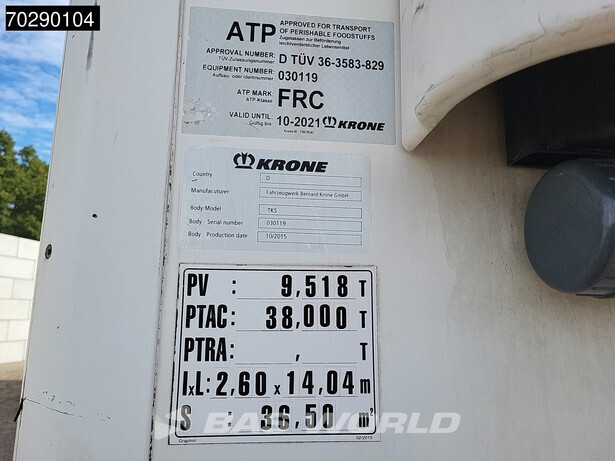 70290104
ATP APPROVED FOR TRANSPORT
OF PERISHABLE FOODSTUFFS
Zugelassen zur Beförderung
leichtverderblicher Lebensmittel
APPROVAL NUMBER: D TÜV 36-3583-829
TÜV-Zulassungsnummer:
EQUIPMENT NUMBER: 030119
Aufbau- oder Identnummer
ATP MARK: FRC
ATP-Klasse
VALID UNTIL: 10-2021 KRONE
Gültig bis
KRONE
Country D
Manufacturer Fahrzeugwerk Bernard Krone GmbH
Body Model TKS
Body - Serial number 030119
Body - Production date 10/2015
PV : 9,518 T
PTAC: 38,000 T
PTRA: , T
lxL: 2,60 x 14,04 m
S : 36,50 m²
Graphol 02/2015
BAS WORLD